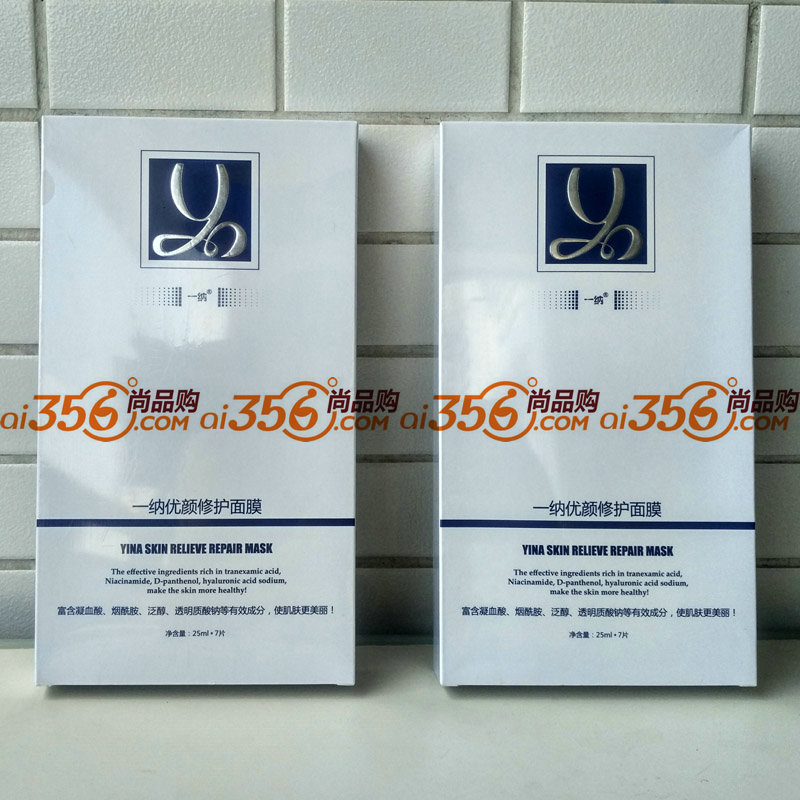 一纳®
一纳®
ai356尚品购.com ai356尚品购.com ai356尚品购.com ai356尚品购.com
一纳优颜修护面膜
YINA SKIN RELIEVE REPAIR MASK
The effective ingredients rich in tranexamic acid,
Niacinamide, D-panthenol, hyaluronic acid sodium,
make the skin more healthy!
富含凝血酸、烟酰胺、泛醇、透明质酸钠等有效成分，使肌肤更美丽！
净含量：25ml*7片
一纳优颜修护面膜
YINA SKIN RELIEVE REPAIR MASK
The effective ingredients rich in tranexamic acid,
Niacinamide, D-panthenol, hyaluronic acid sodium,
make the skin more healthy!
富含凝血酸、烟酰胺、泛醇、透明质酸钠等有效成分，使肌肤更美丽！
净含量：25ml*7片